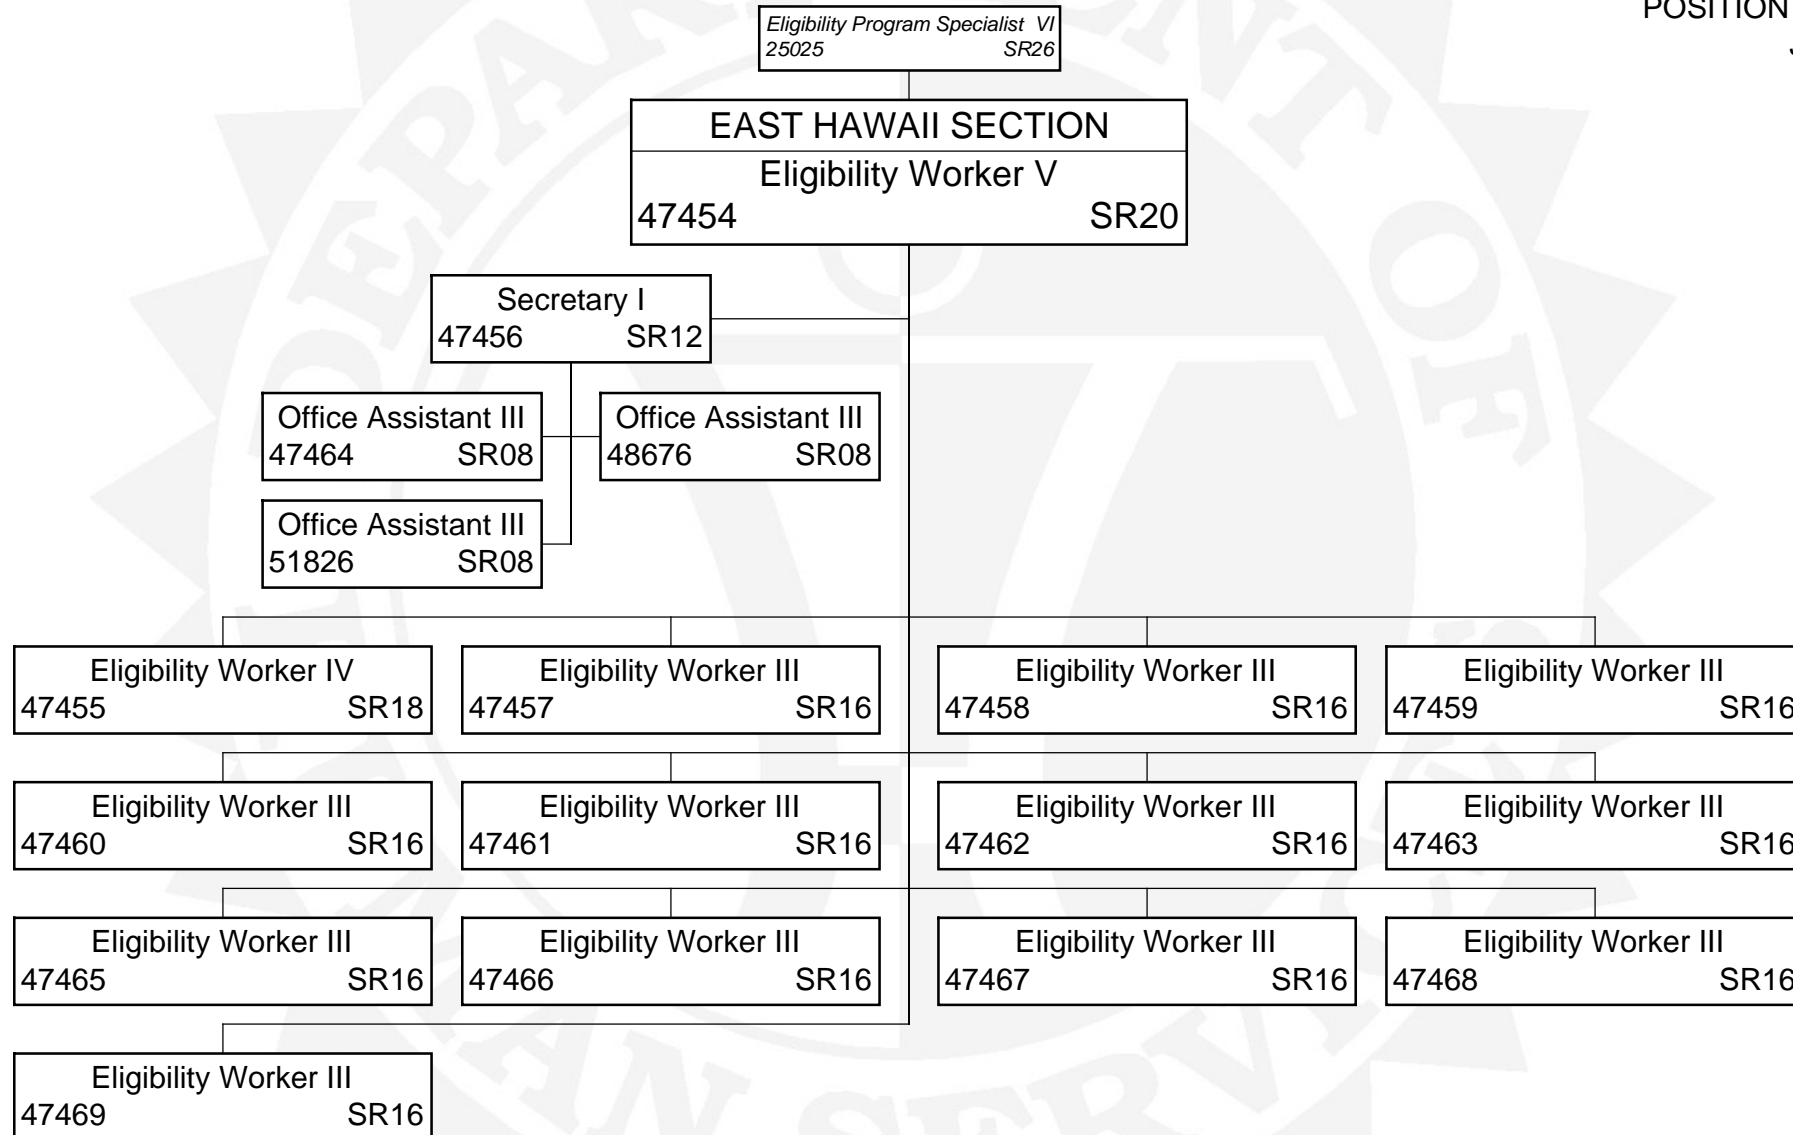 POSITION
Eligibility Program Specialist VI
25025 SR26
EAST HAWAII SECTION
Eligibility Worker V
47454 SR20
Secretary I
47456 SR12
Office Assistant III
47464 SR08
Office Assistant III
48676 SR08
Office Assistant III
51826 SR08
Eligibility Worker IV
47455 SR18
Eligibility Worker III
47457 SR16
Eligibility Worker III
47458 SR16
Eligibility Worker III
47459 SR16
Eligibility Worker III
47460 SR16
Eligibility Worker III
47461 SR16
Eligibility Worker III
47462 SR16
Eligibility Worker III
47463 SR16
Eligibility Worker III
47465 SR16
Eligibility Worker III
47466 SR16
Eligibility Worker III
47467 SR16
Eligibility Worker III
47468 SR16
Eligibility Worker III
47469 SR16
DEPARTMENT OF